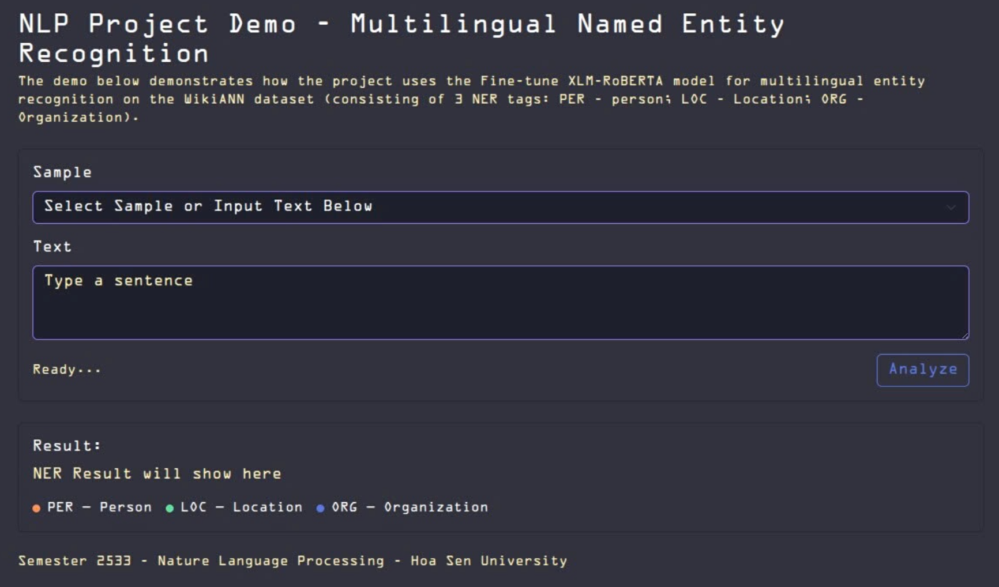 NLP Project Demo - Multilingual Named Entity
Recognition
The demo below demonstrates how the project uses the Fine-tune XLM-RoBERTA model for multilingual entity
recognition on the WikiANN dataset (consisting of 3 NER tags: PER - person; LOC - Location; ORG -
Organization).
Sample
Select Sample or Input Text Below
Text
Type a sentence
Ready...
Analyze
Result:
NER Result will show here
PER — Person LOC — Location ORG — Organization
Semester 2533 - Nature Language Processing - Hoa Sen University